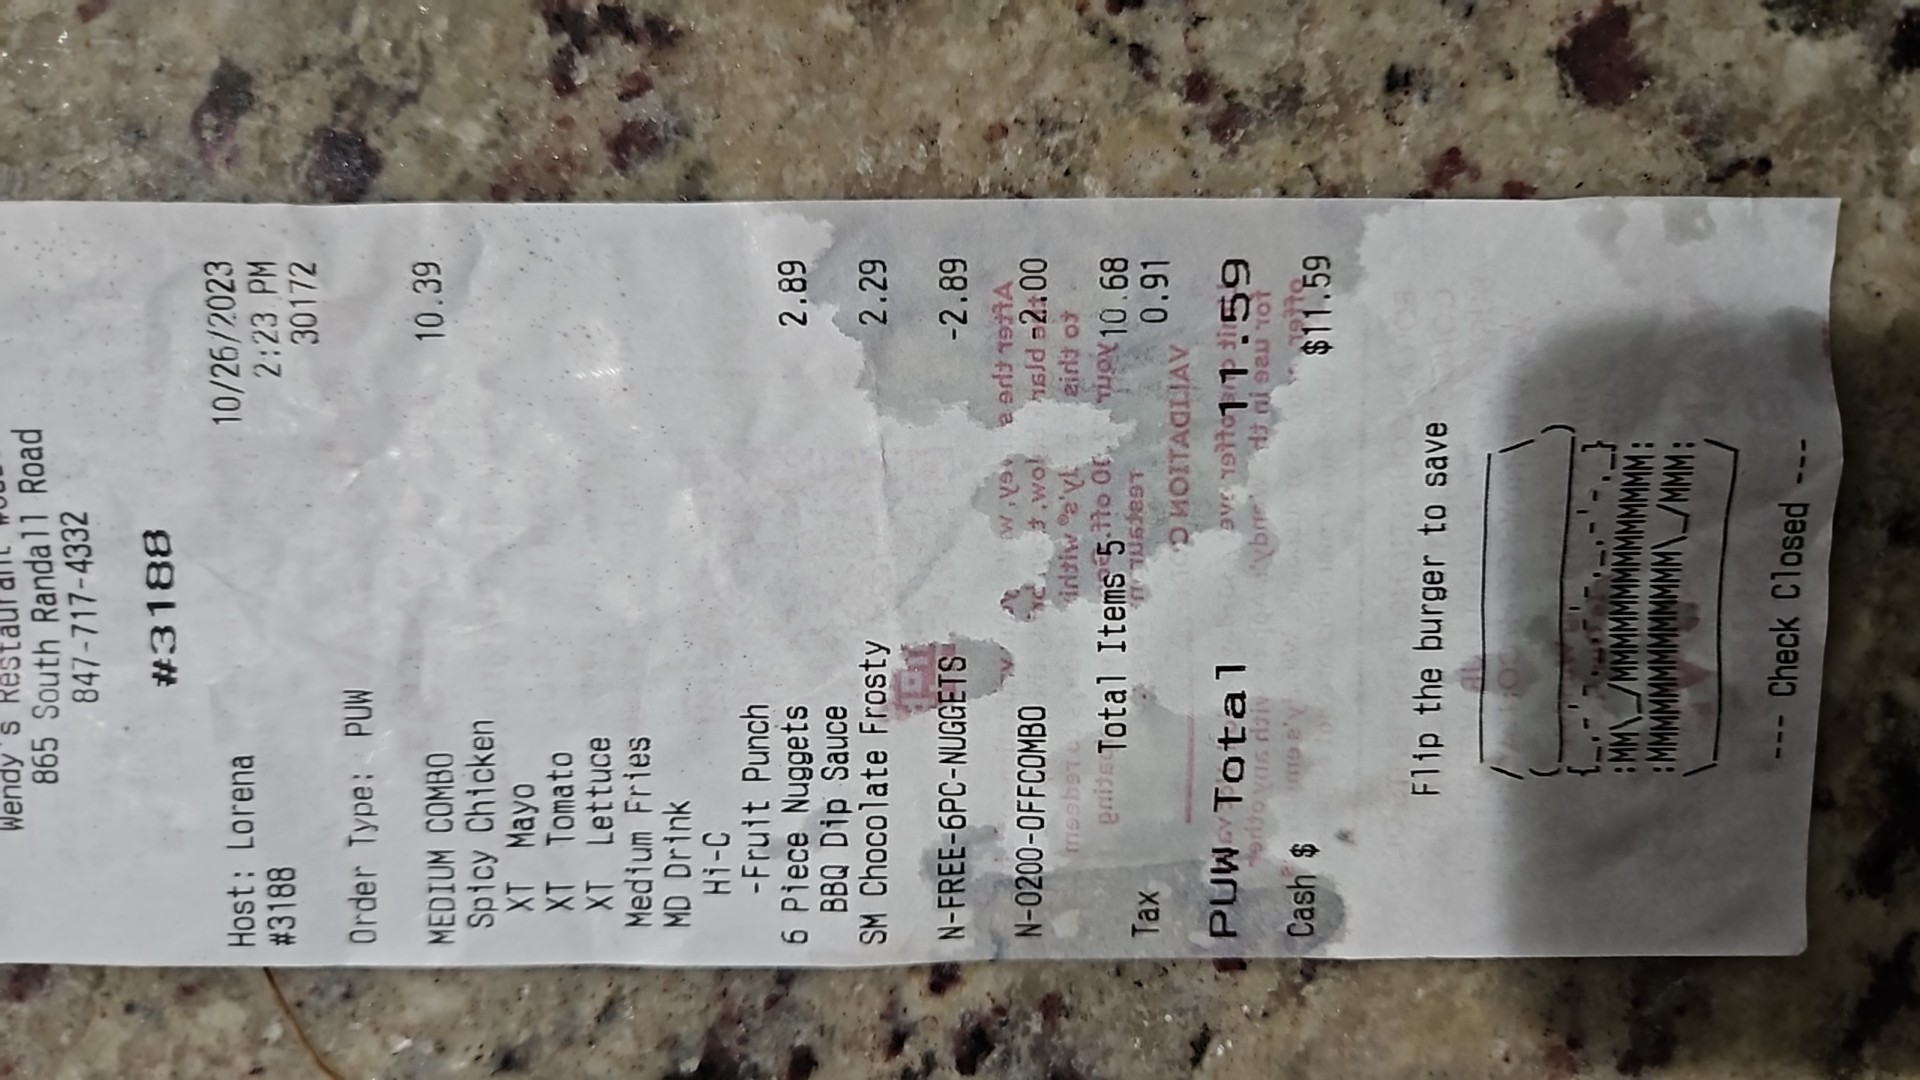 Wendy's Restaurant
865 South Randall Road
847-717-4332
#3188
10/26/2023
Host: Lorena 2:23 PM
#3188 30172
Order Type: PUW
MEDIUM COMBO 10.39
Spicy Chicken
XT Mayo
XT Tomato
XT Lettuce
Medium Fries
MD Drink
Hi-C
-Fruit Punch
6 Piece Nuggets 2.89
BBQ Dip Sauce
SM Chocolate Frosty 2.29
N-FREE-6PC-NUGGETS -2.89
N-0200-OFFCOMBO -2.00
Total Items 5 10.68
Tax 0.91
PUW Total 11.59
Cash $ $11.59
Flip the burger to save
--- Check Closed ---